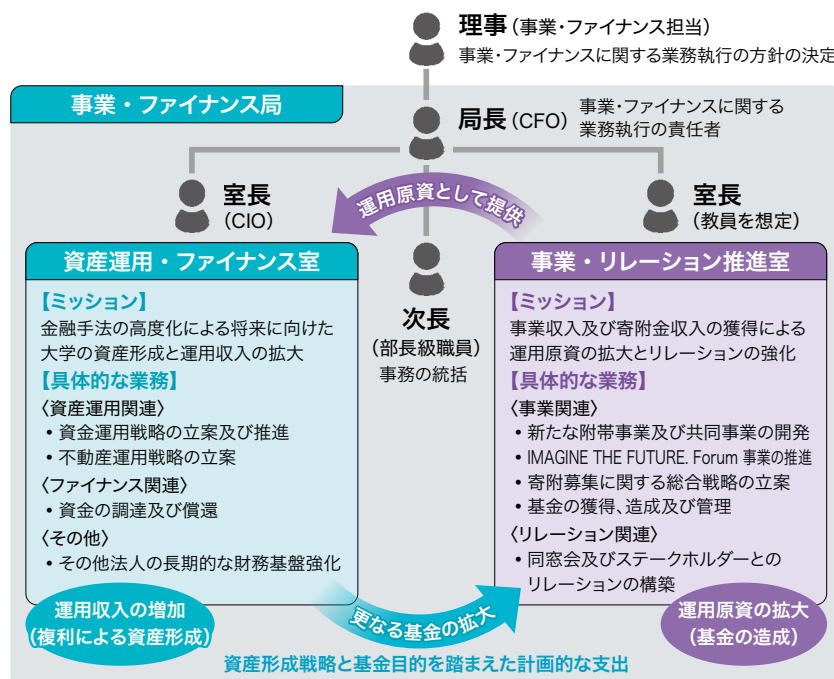 理事(事業・ファイナンス担当)
事業・ファイナンスに関する業務執行の方針の決定
事業・ファイナンス局
局長(CFO)
事業・ファイナンスに関する
業務執行の責任者
室長
(CIO)
運用原資として提供
室長
(教員を想定)
資産運用・ファイナンス室
【ミッション】
金融手法の高度化による将来に向けた
大学の資産形成と運用収入の拡大
【具体的な業務】
〈資産運用関連〉
• 資金運用戦略の立案及び推進
• 不動産運用戦略の立案
〈ファイナンス関連〉
• 資金の調達及び償還
〈その他〉
• その他法人の長期的な財務基盤強化
次長
(部長級職員)
事務の統括
事業・リレーション推進室
【ミッション】
事業収入及び寄附金収入の獲得による
運用原資の拡大とリレーションの強化
【具体的な業務】
〈事業関連〉
• 新たな附帯事業及び共同事業の開発
• IMAGINE THE FUTURE. Forum 事業の推進
• 寄附募集に関する総合戦略の立案
• 基金の獲得、造成及び管理
〈リレーション関連〉
• 同窓会及びステークホルダーとの
リレーションの構築
運用収入の増加
(複利による資産形成)
更なる基金の拡大
運用原資の拡大
(基金の造成)
資産形成戦略と基金目的を踏まえた計画的な支出